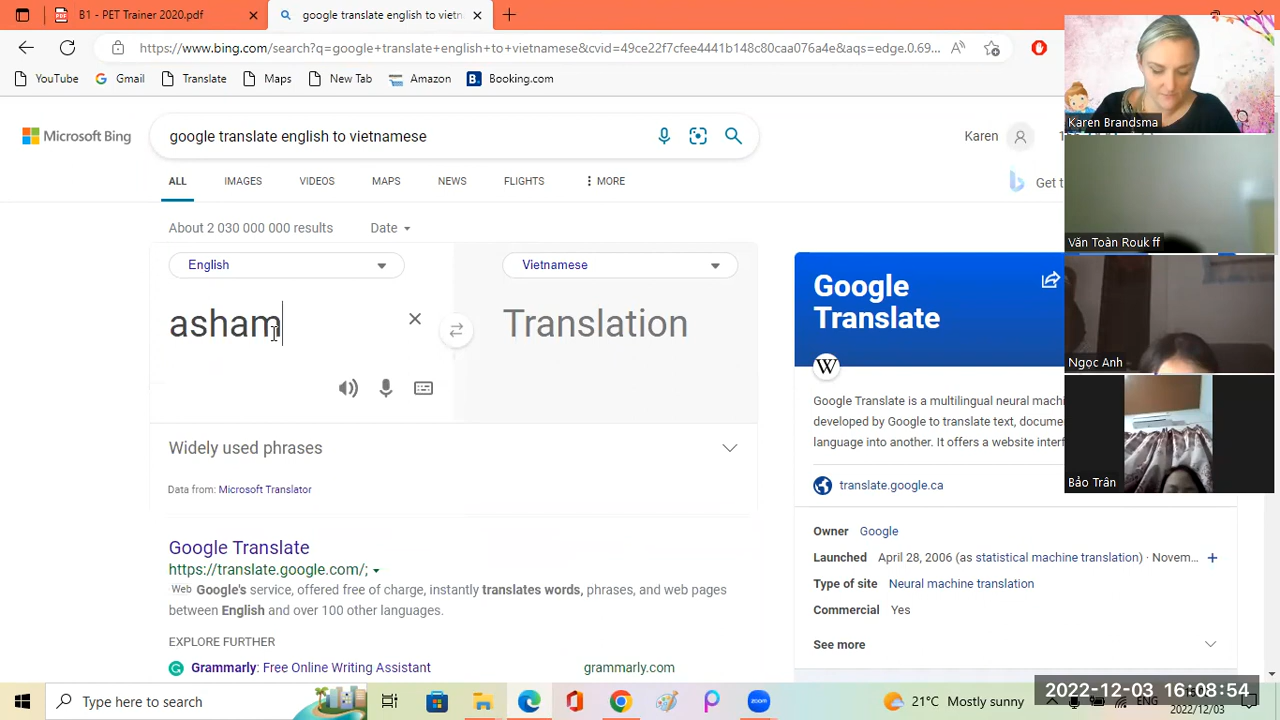 B1 - PET Trainer 2020.pdf
google translate english to vietn
https://www.bing.com/search?q=google+translate+english+to+vietnamese&cvid=49ce22f7cfee4441b148c80caa076a4e&aqs=edge.0.69...
YouTube Gmail Translate Maps New Tab Amazon Booking.com
Microsoft Bing
google translate english to vietnamese
Karen
ALL IMAGES VIDEOS MAPS NEWS FLIGHTS MORE
Get t
About 2 030 000 000 results Date
English
Vietnamese
asham
Translation
Widely used phrases
Data from: Microsoft Translator
Google Translate
https://translate.google.com/;
Web Google's service, offered free of charge, instantly translates words, phrases, and web pages
between English and over 100 other languages.
EXPLORE FURTHER
Grammarly: Free Online Writing Assistant grammarly.com
Google
Translate
W
Google Translate is a multilingual neural machi
developed by Google to translate text, docume
language into another. It offers a website interf
translate.google.ca
Owner Google
Launched April 28, 2006 (as statistical machine translation) · Novem...
Type of site Neural machine translation
Commercial Yes
See more
Karen Brandsma
Văn Toàn Rouk ff
Ngọc Anh
Bảo Trân
Type here to search
zoom
21°C Mostly sunny
ENG
2022-12-03 16:08:54
2022/12/03